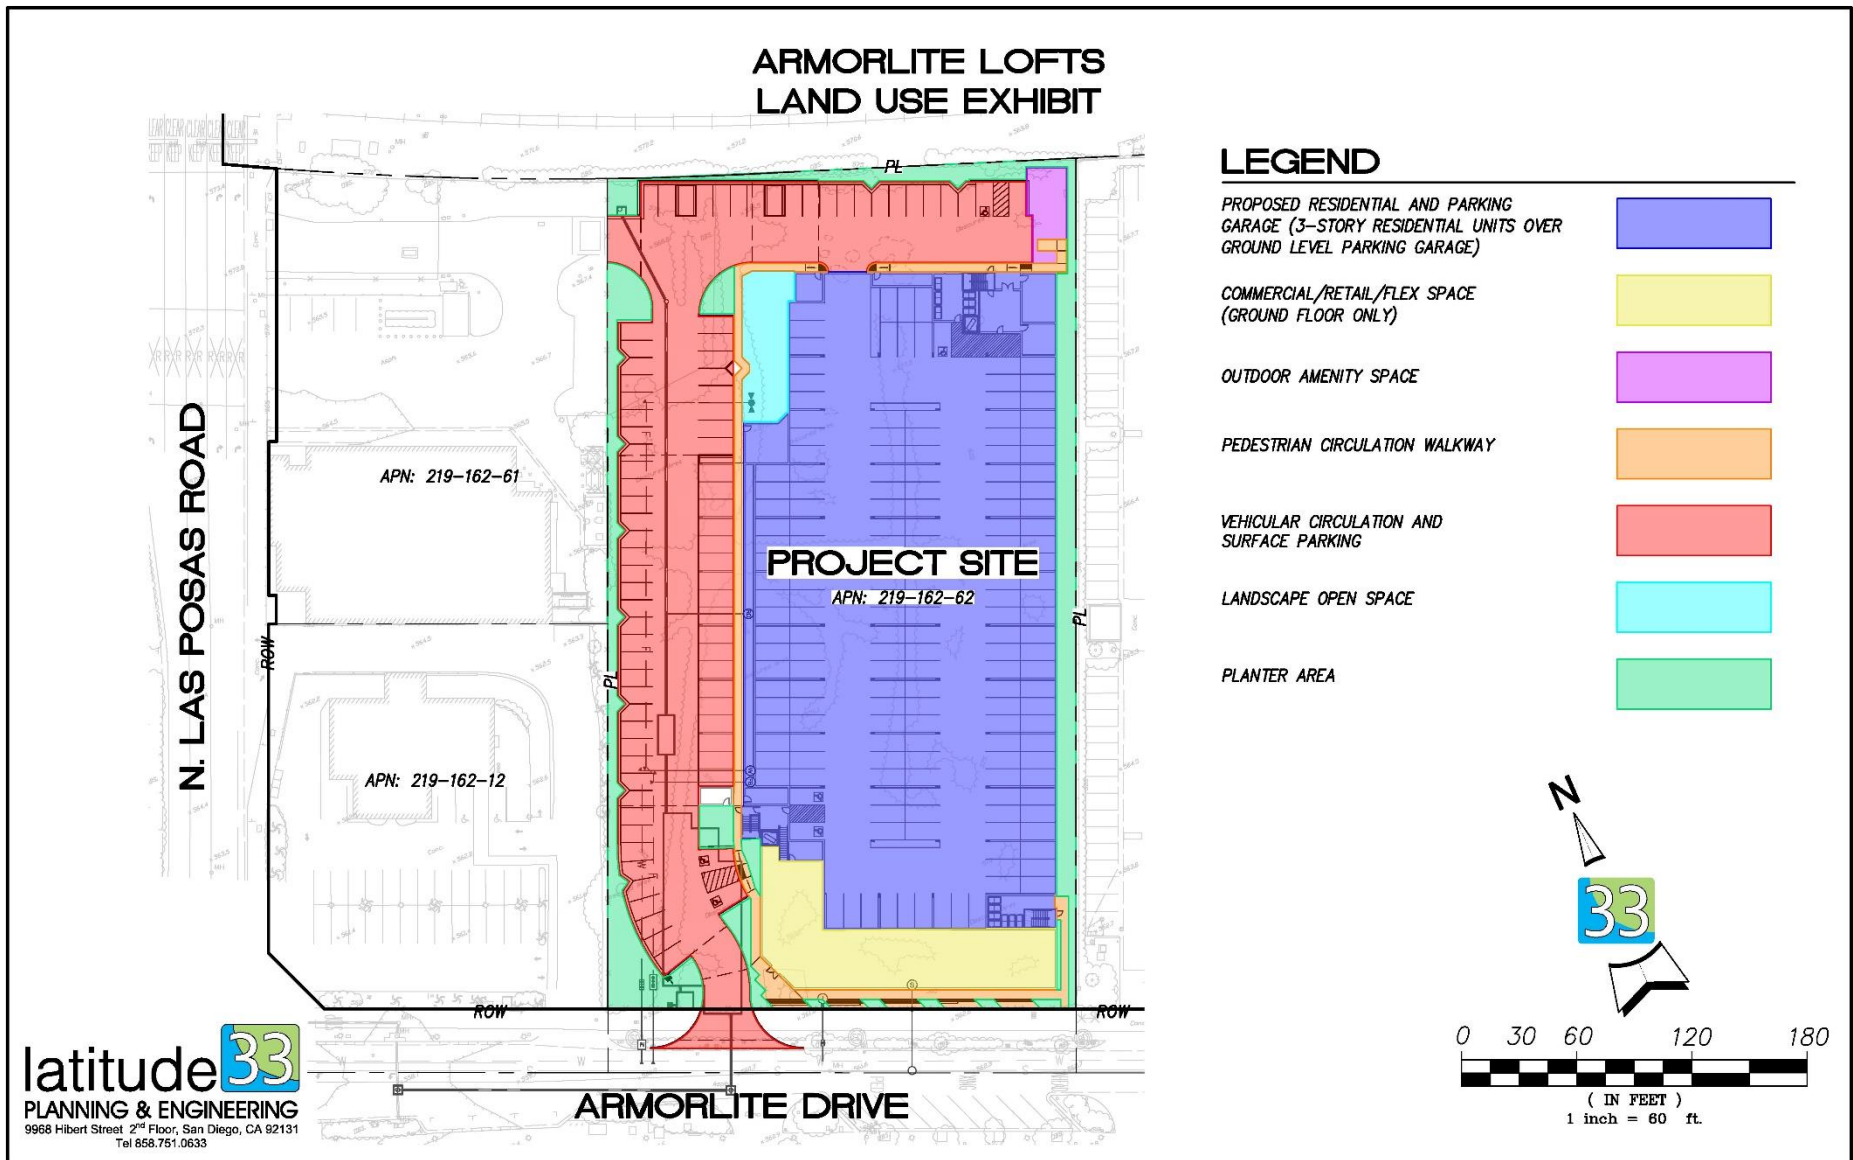 ARMORLITE LOFTS
LAND USE EXHIBIT
LEGEND
PROPOSED RESIDENTIAL AND PARKING
GARAGE (3-STORY RESIDENTIAL UNITS OVER
GROUND LEVEL PARKING GARAGE)
COMMERCIAL/RETAIL/FLEX SPACE
(GROUND FLOOR ONLY)
OUTDOOR AMENITY SPACE
PEDESTRIAN CIRCULATION WALKWAY
VEHICULAR CIRCULATION AND
SURFACE PARKING
LANDSCAPE OPEN SPACE
PLANTER AREA
PL
N. LAS POSAS ROAD
ROW
APN: 219-162-61
PROJECT SITE
APN: 219-162-62
PL
PL
APN: 219-162-12
ROW
ROW
ARMORLITE DRIVE
N
33
0 30 60 120 180
( IN FEET )
1 inch = 60 ft.
latitude 33
PLANNING & ENGINEERING
9968 Hibert Street 2nd Floor, San Diego, CA 92131
Tel 858.751.0633